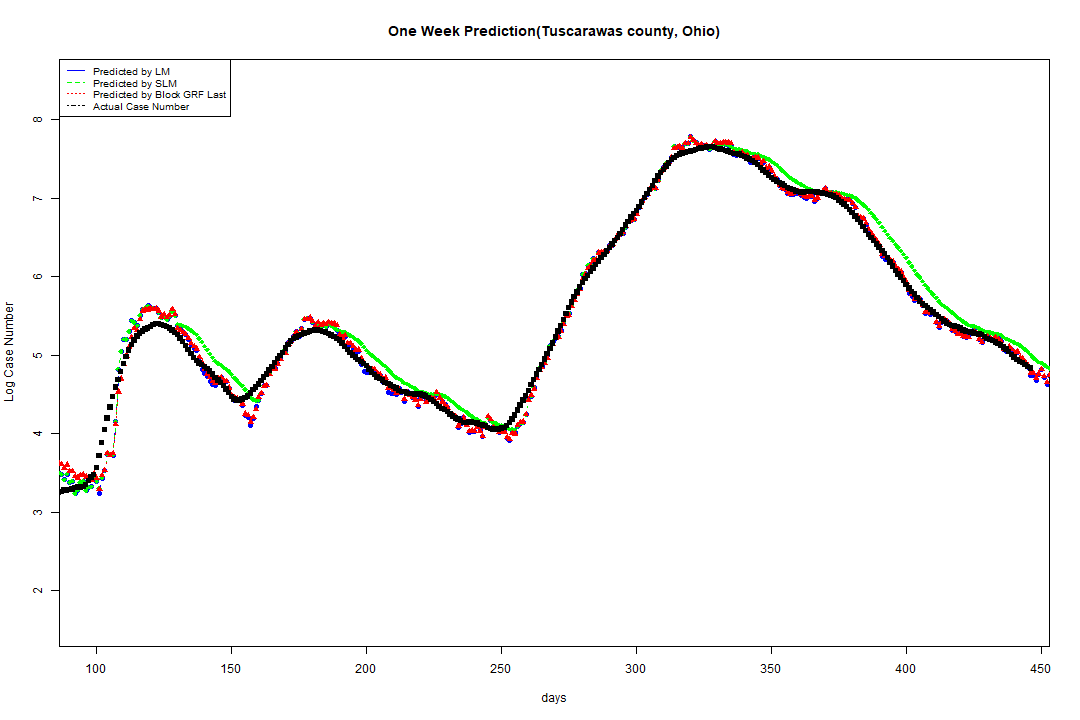 One Week Prediction(Tuscarawas county, Ohio)
Predicted by LM
Predicted by SLM
Predicted by Block GRF Last
Actual Case Number
8
7
6
5
4
3
2
Log Case Number
100 150 200 250 300 350 400 450
days